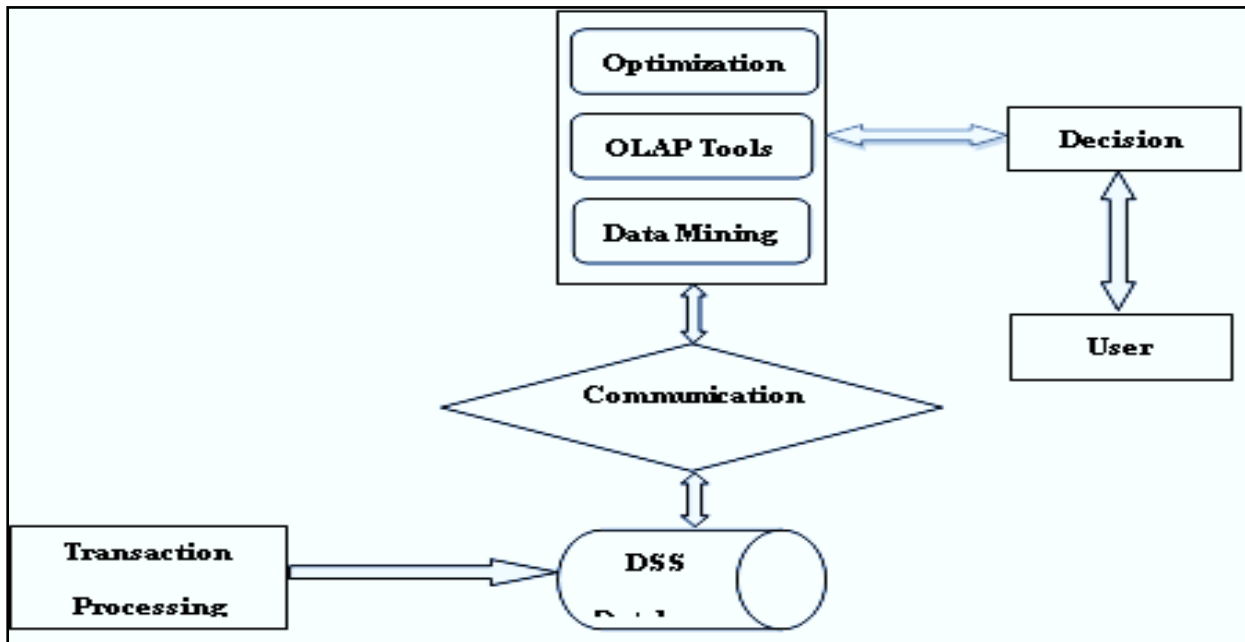 Optimization
OLAP Tools
Decision
Data Mining
User
Communication
Transaction
Processing
DSS